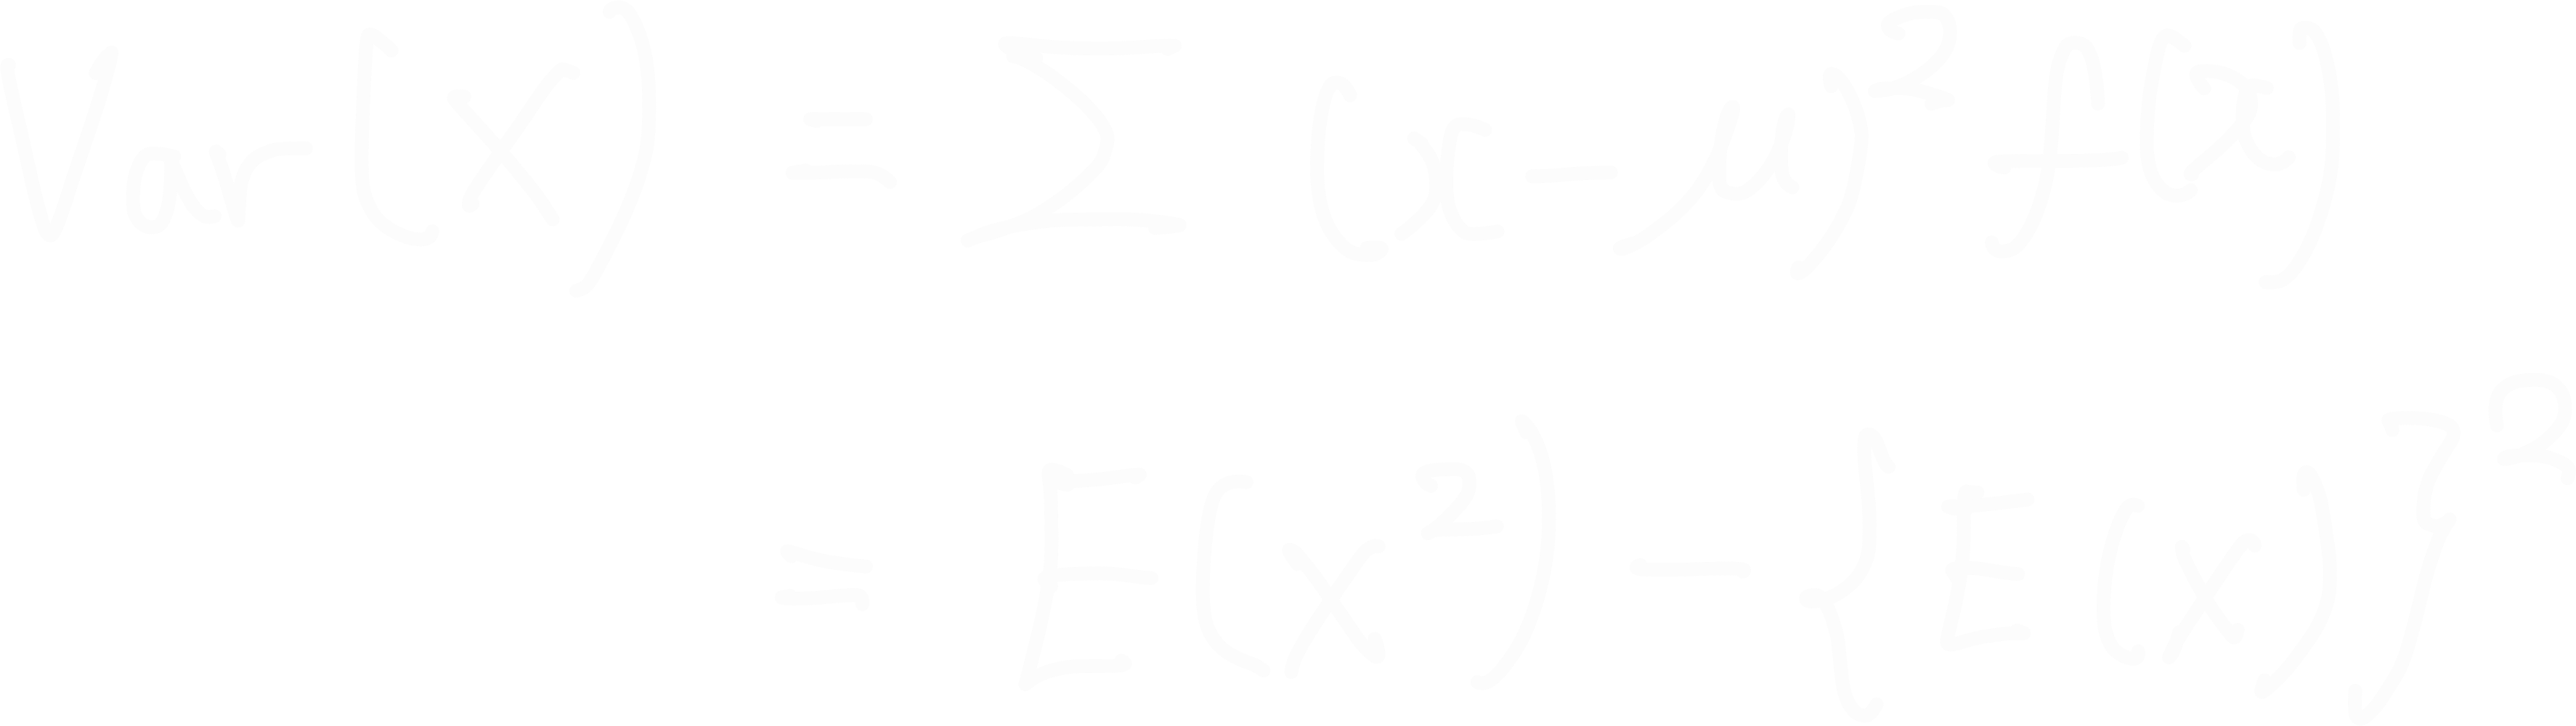 Var(X) = Σ (x-μ)² f(x)
= E(X²) - {E(X)}²